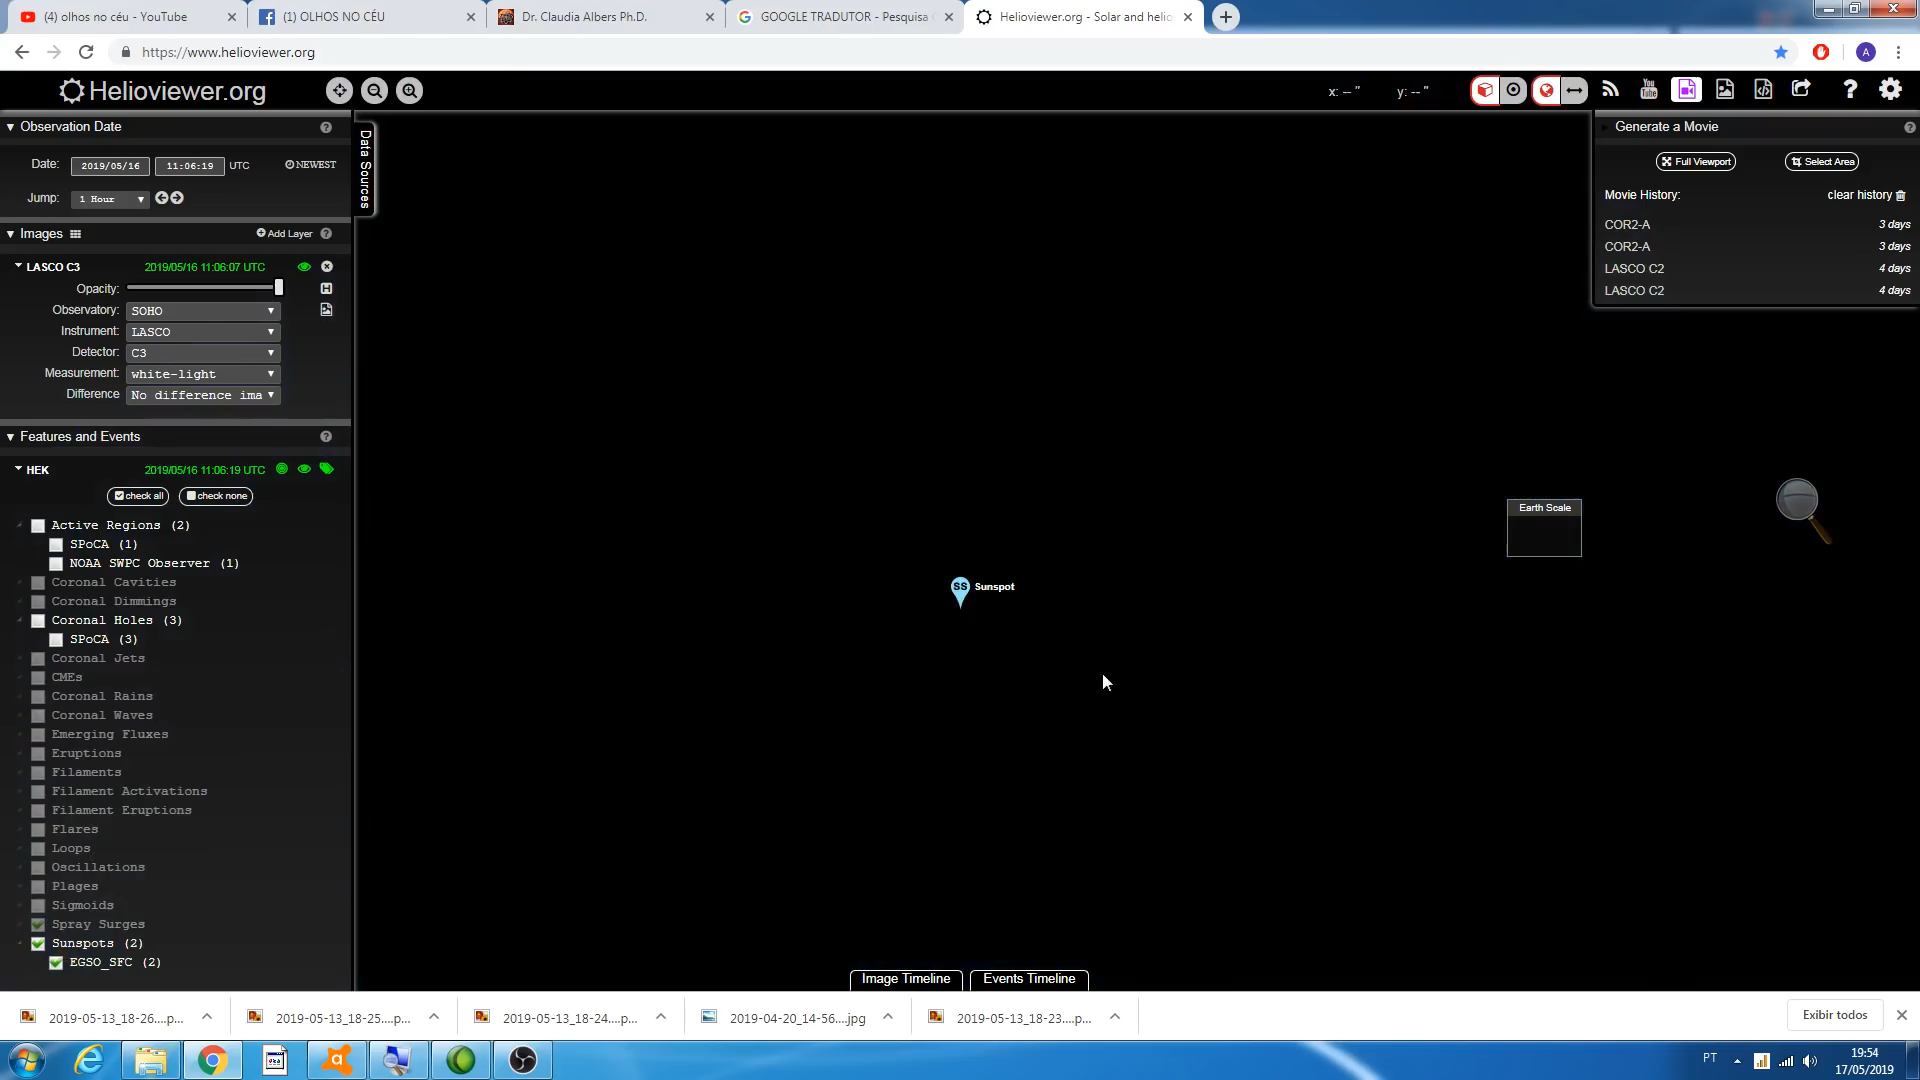 (4) olhos no céu - YouTube
(1) OLHOS NO CÉU
Dr. Claudia Albers Ph.D.
GOOGLE TRADUTOR - Pesquisa
Helioviewer.org - Solar and helio
https://www.helioviewer.org
A
Helioviewer.org
x: -- "
y: -- "
You Tube
Observation Date
Date:
2019/05/16
11:06:19
UTC
NEWEST
Jump:
1 Hour
Images
Add Layer
LASCO C3
2019/05/16 11:06:07 UTC
Opacity:
Observatory:
SOHO
Instrument:
LASCO
Detector:
C3
Measurement:
white-light
Difference
No difference ima
Features and Events
HEK
2019/05/16 11:06:19 UTC
check all
check none
Active Regions (2)
SPoCA (1)
NOAA SWPC Observer (1)
Coronal Cavities
Coronal Dimmings
Coronal Holes (3)
SPoCA (3)
Coronal Jets
CMEs
Coronal Rains
Coronal Waves
Emerging Fluxes
Eruptions
Filaments
Filament Activations
Filament Eruptions
Flares
Loops
Oscillations
Plages
Sigmoids
Spray Surges
Sunspots (2)
EGSO_SFC (2)
Data Sources
SS
Sunspot
Earth Scale
Generate a Movie
Full Viewport
Select Area
Movie History:
clear history
COR2-A
3 days
COR2-A
3 days
LASCO C2
4 days
LASCO C2
4 days
Image Timeline
Events Timeline
2019-05-13_18-26....p...
2019-05-13_18-25....p...
2019-05-13_18-24....p...
2019-04-20_14-56....jpg
2019-05-13_18-23....p...
Exibir todos
PT
19:54
17/05/2019